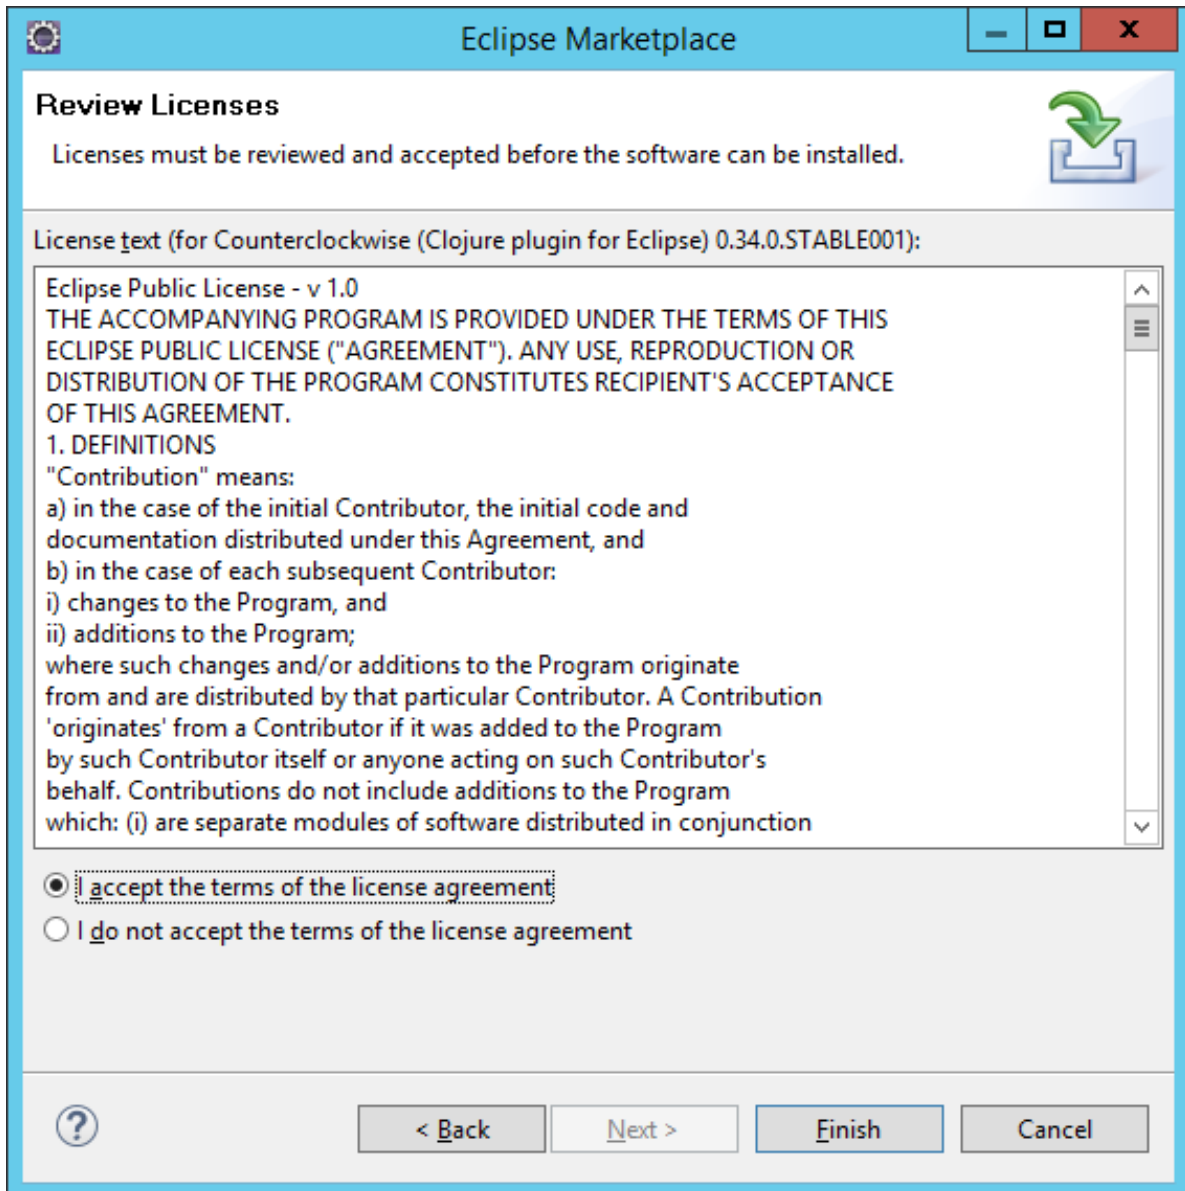 Eclipse Marketplace
Review Licenses
Licenses must be reviewed and accepted before the software can be installed.
License text (for Counterclockwise (Clojure plugin for Eclipse) 0.34.0.STABLE001):
Eclipse Public License - v 1.0
THE ACCOMPANYING PROGRAM IS PROVIDED UNDER THE TERMS OF THIS
ECLIPSE PUBLIC LICENSE ("AGREEMENT"). ANY USE, REPRODUCTION OR
DISTRIBUTION OF THE PROGRAM CONSTITUTES RECIPIENT'S ACCEPTANCE
OF THIS AGREEMENT.
1. DEFINITIONS
"Contribution" means:
a) in the case of the initial Contributor, the initial code and
documentation distributed under this Agreement, and
b) in the case of each subsequent Contributor:
i) changes to the Program, and
ii) additions to the Program;
where such changes and/or additions to the Program originate
from and are distributed by that particular Contributor. A Contribution
'originates' from a Contributor if it was added to the Program
by such Contributor itself or anyone acting on such Contributor's
behalf. Contributions do not include additions to the Program
which: (i) are separate modules of software distributed in conjunction
I accept the terms of the license agreement
I do not accept the terms of the license agreement
< Back Next > Finish Cancel